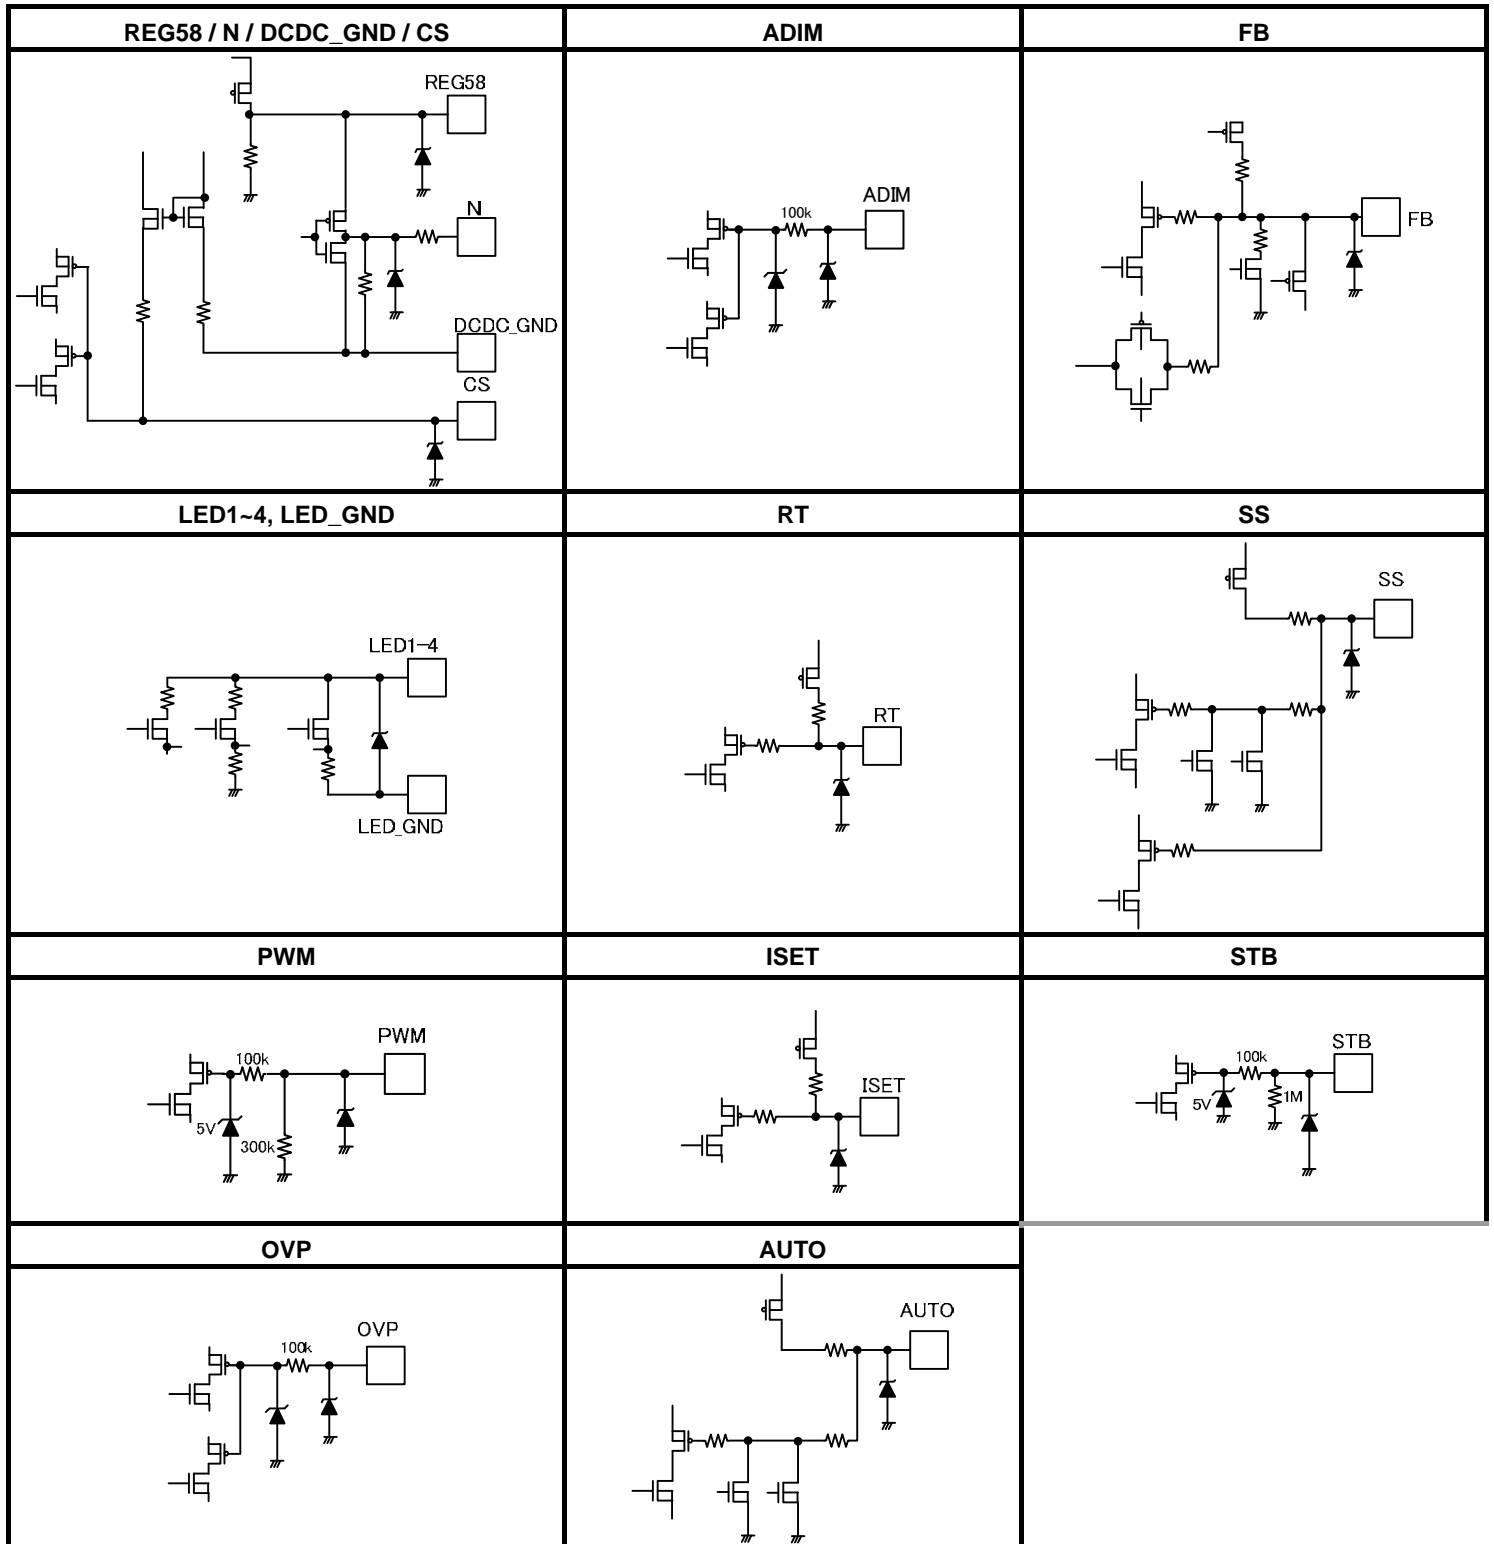 REG58 / N / DCDC_GND / CS
ADIM
FB
REG58
N
DCDC_GND
CS
100k
ADIM
FB
LED1~4, LED_GND
RT
SS
LED1-4
LED_GND
RT
SS
PWM
ISET
STB
PWM
100k
5V
300k
ISET
STB
100k
5V
1M
OVP
AUTO
OVP
100k
AUTO